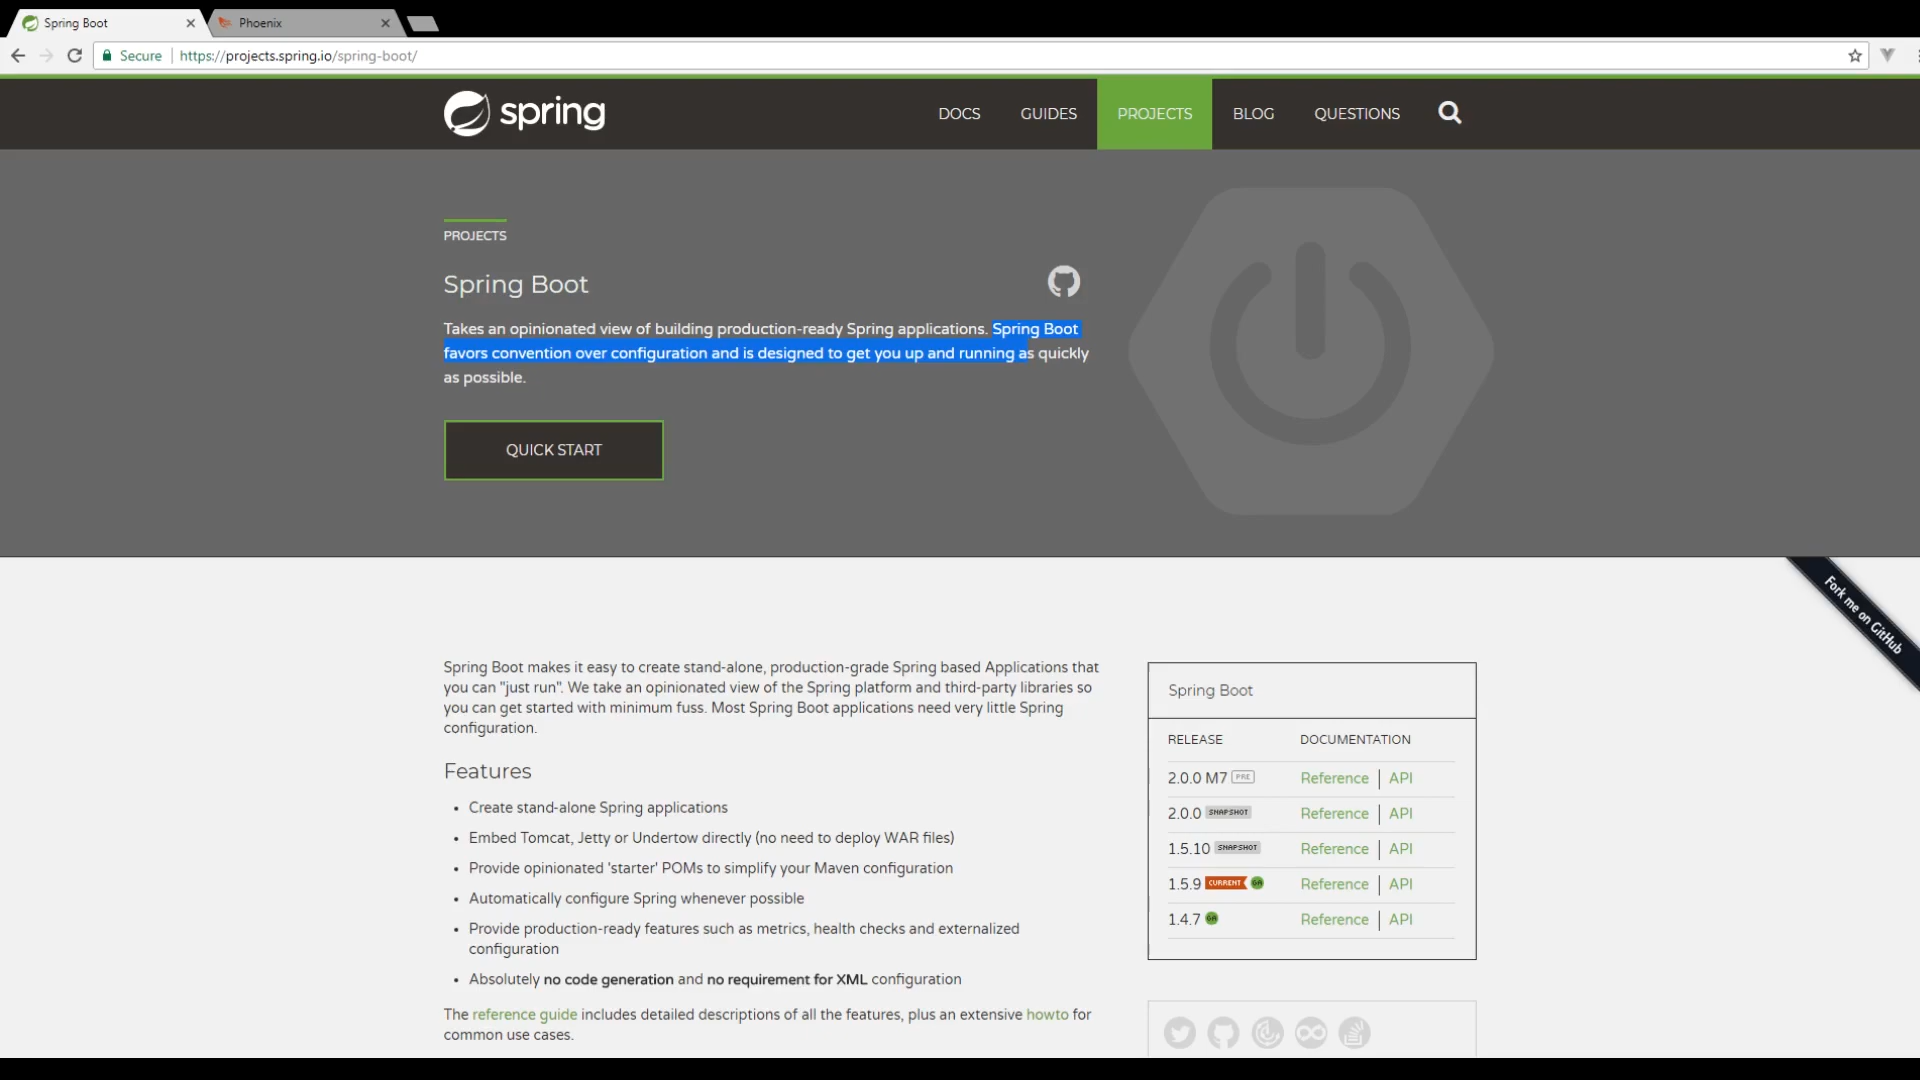 Spring Boot
Phoenix
Secure
https://projects.spring.io/spring-boot/
spring
DOCS
GUIDES
PROJECTS
BLOG
QUESTIONS
PROJECTS
Spring Boot
Takes an opinionated view of building production-ready Spring applications. Spring Boot
favors convention over configuration and is designed to get you up and running as quickly
as possible.
QUICK START
Fork me on GitHub
Spring Boot makes it easy to create stand-alone, production-grade Spring based Applications that
you can "just run". We take an opinionated view of the Spring platform and third-party libraries so
you can get started with minimum fuss. Most Spring Boot applications need very little Spring
configuration.
Features
• Create stand-alone Spring applications
• Embed Tomcat, Jetty or Undertow directly (no need to deploy WAR files)
• Provide opinionated 'starter' POMs to simplify your Maven configuration
• Automatically configure Spring whenever possible
• Provide production-ready features such as metrics, health checks and externalized
configuration
• Absolutely no code generation and no requirement for XML configuration
The reference guide includes detailed descriptions of all the features, plus an extensive howto for
common use cases.
Spring Boot
RELEASE DOCUMENTATION
2.0.0 M7 PRE Reference | API
2.0.0 SNAPSHOT Reference | API
1.5.10 SNAPSHOT Reference | API
1.5.9 CURRENT GA Reference | API
1.4.7 GA Reference | API